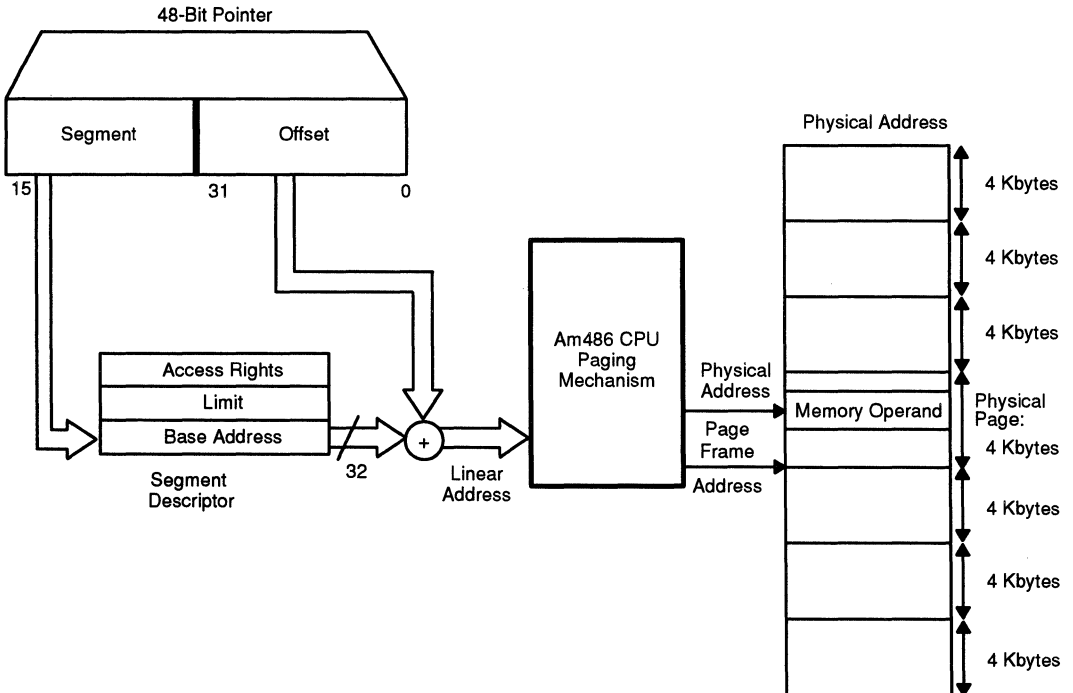 48-Bit Pointer
Segment
Offset
15
31
0
Access Rights
Limit
Base Address
Segment
Descriptor
32
+
Linear
Address
Am486 CPU
Paging
Mechanism
Physical
Address
Page
Frame
Address
Physical Address
4 Kbytes
4 Kbytes
4 Kbytes
Memory Operand
Physical
Page:
4 Kbytes
4 Kbytes
4 Kbytes
4 Kbytes